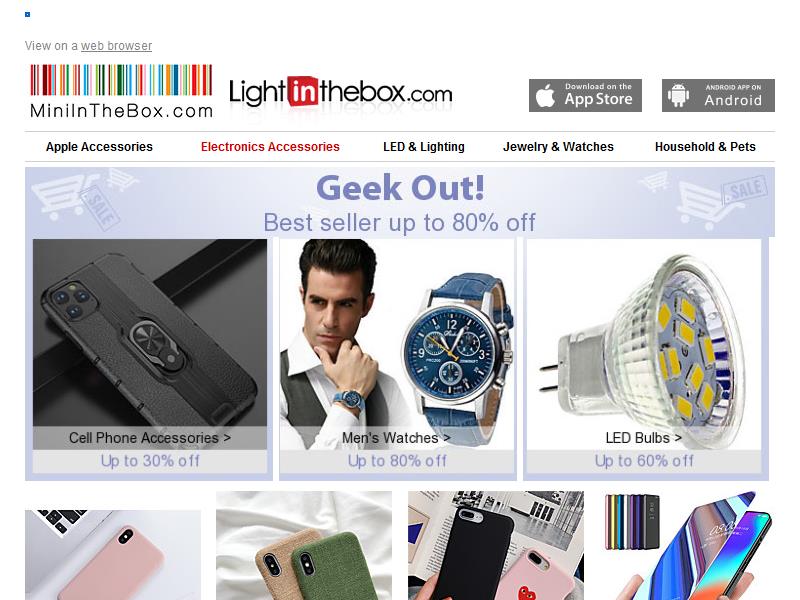 View on a web browser
MiniInTheBox.com
Lightinthebox.com
Download on the
App Store
ANDROID APP ON
Android
Apple Accessories
Electronics Accessories
LED & Lighting
Jewelry & Watches
Household & Pets
Geek Out!
Best seller up to 80% off
SALE
SALE
Cell Phone Accessories >
Men's Watches >
LED Bulbs >
Up to 30% off
Up to 80% off
Up to 60% off